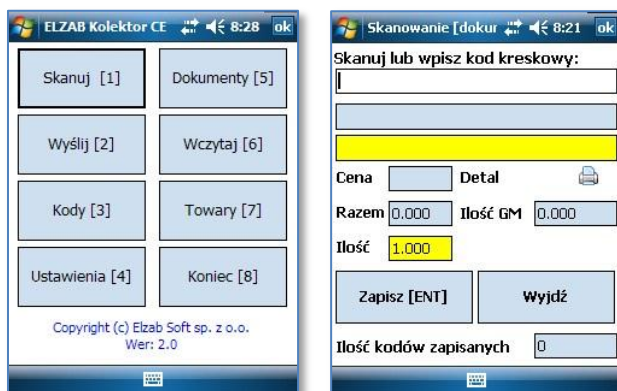 ELZAB Kolektor CE 8:28 ok
Skanuj [1] Dokumenty [5]
Wyślij [2] Wczytaj [6]
Kody [3] Towary [7]
Ustawienia [4] Koniec [8]
Copyright (c) Elzab Soft sp. z o.o.
Wer: 2.0
Skanowanie [dokur 8:21 ok
Skanuj lub wpisz kod kreskowy:
Cena Detal
Razem 0.000 Ilość GM 0.000
Ilość 1.000
Zapisz [ENT] Wyjdź
Ilość kodów zapisanych 0